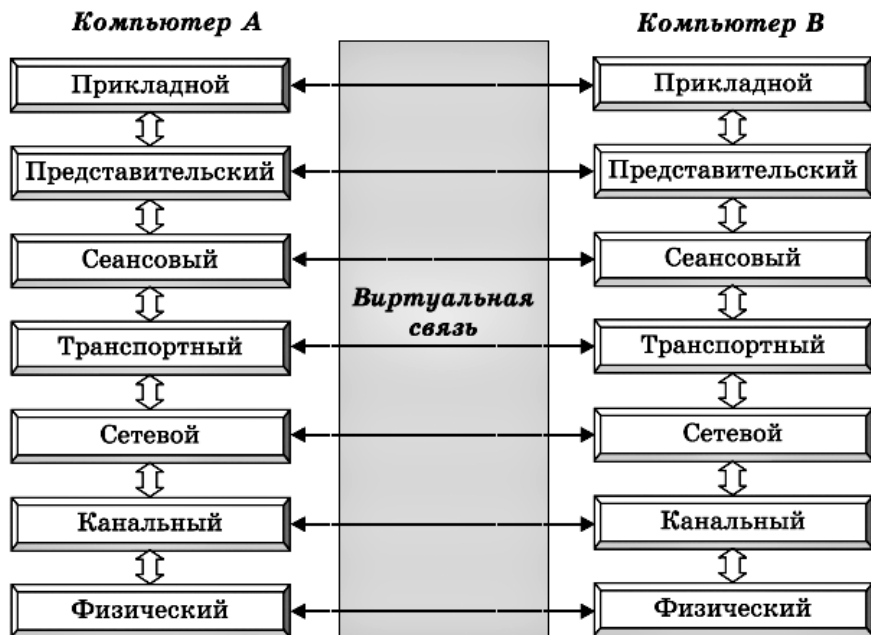 Компьютер А
Компьютер В
Прикладной
Прикладной
Представительский
Представительский
Сеансовый
Сеансовый
Виртуальная
связь
Транспортный
Транспортный
Сетевой
Сетевой
Канальный
Канальный
Физический
Физический